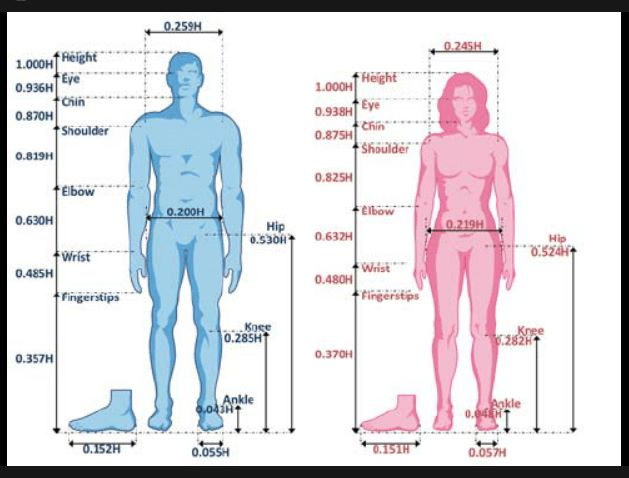 0.259H
1.000H
Height
0.936H
Eye
0.870H
Chin
Shoulder
0.819H
Elbow
0.200H
0.630H
Hip
0.530H
Wrist
0.485H
Fingerstips
Knee
0.285H
0.357H
Ankle
0.043H
0.152H
0.055H
0.245H
1.000H
Height
0.938H
Eye
0.875H
Chin
Shoulder
0.825H
Elbow
0.219H
0.632H
Hip
0.524H
Wrist
0.480H
Fingerstips
Knee
0.282H
0.370H
Ankle
0.151H
0.057H